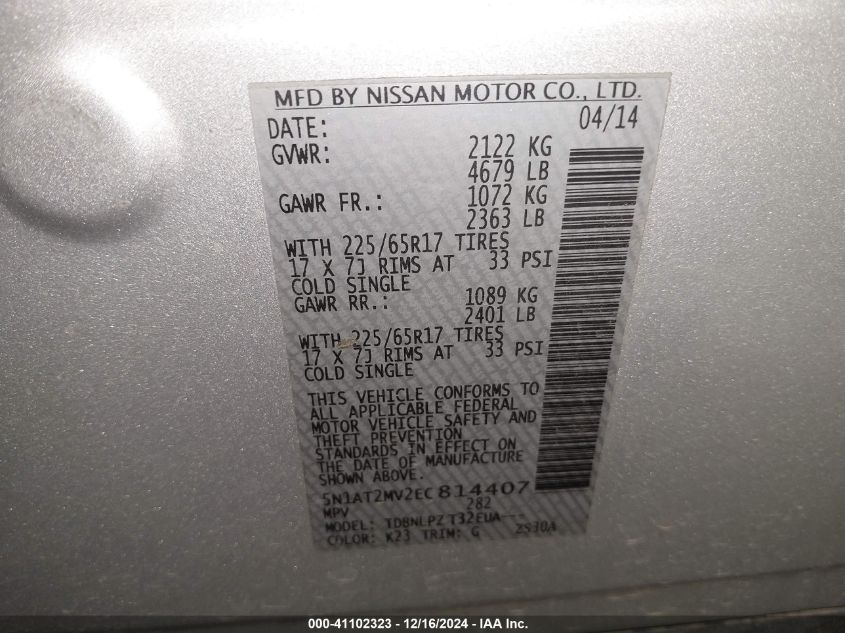 MFD BY NISSAN MOTOR CO., LTD.
DATE: 04/14
GVWR: 2122 KG
4679 LB
GAWR FR.: 1072 KG
2363 LB
WITH 225/65R17 TIRES
17 X 7J RIMS AT 33 PSI
COLD SINGLE
GAWR RR.: 1089 KG
2401 LB
WITH 225/65R17 TIRES
17 X 7J RIMS AT 33 PSI
COLD SINGLE
THIS VEHICLE CONFORMS TO
ALL APPLICABLE FEDERAL
MOTOR VEHICLE SAFETY AND
THEFT PREVENTION
STANDARDS IN EFFECT ON
THE DATE OF MANUFACTURE
SHOWN ABOVE.
5N1AT2MV2EC814407
MPV 282
MODEL: TDBNLPZ T32EUA---
COLOR: K23 TRIM: G 2S30A
000-41102323 - 12/16/2024 - IAA Inc.